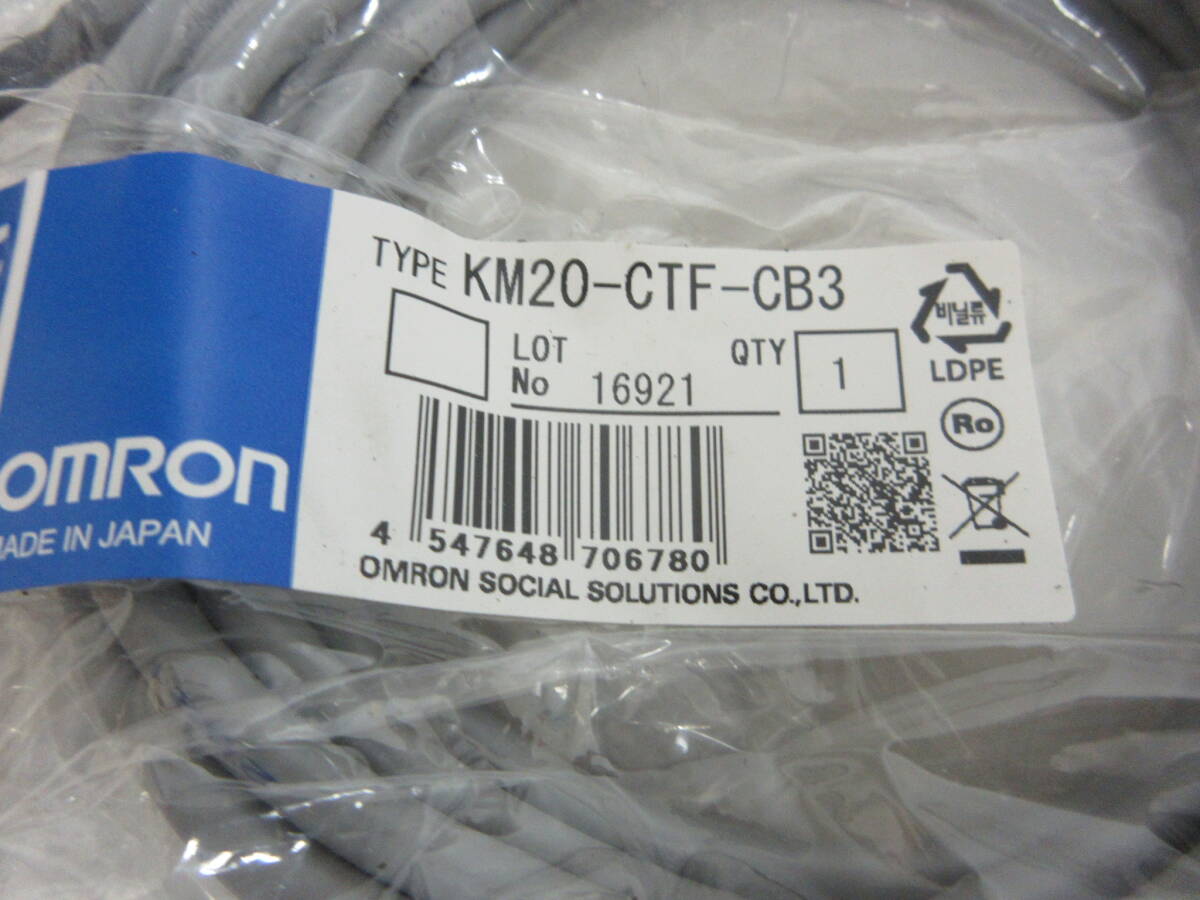 TYPE KM20-CTF-CB3
LOT No 16921
QTY 1
비닐류
LDPE
Ro
4 547648 706780
OMRON SOCIAL SOLUTIONS CO.,LTD.
OMRON
MADE IN JAPAN